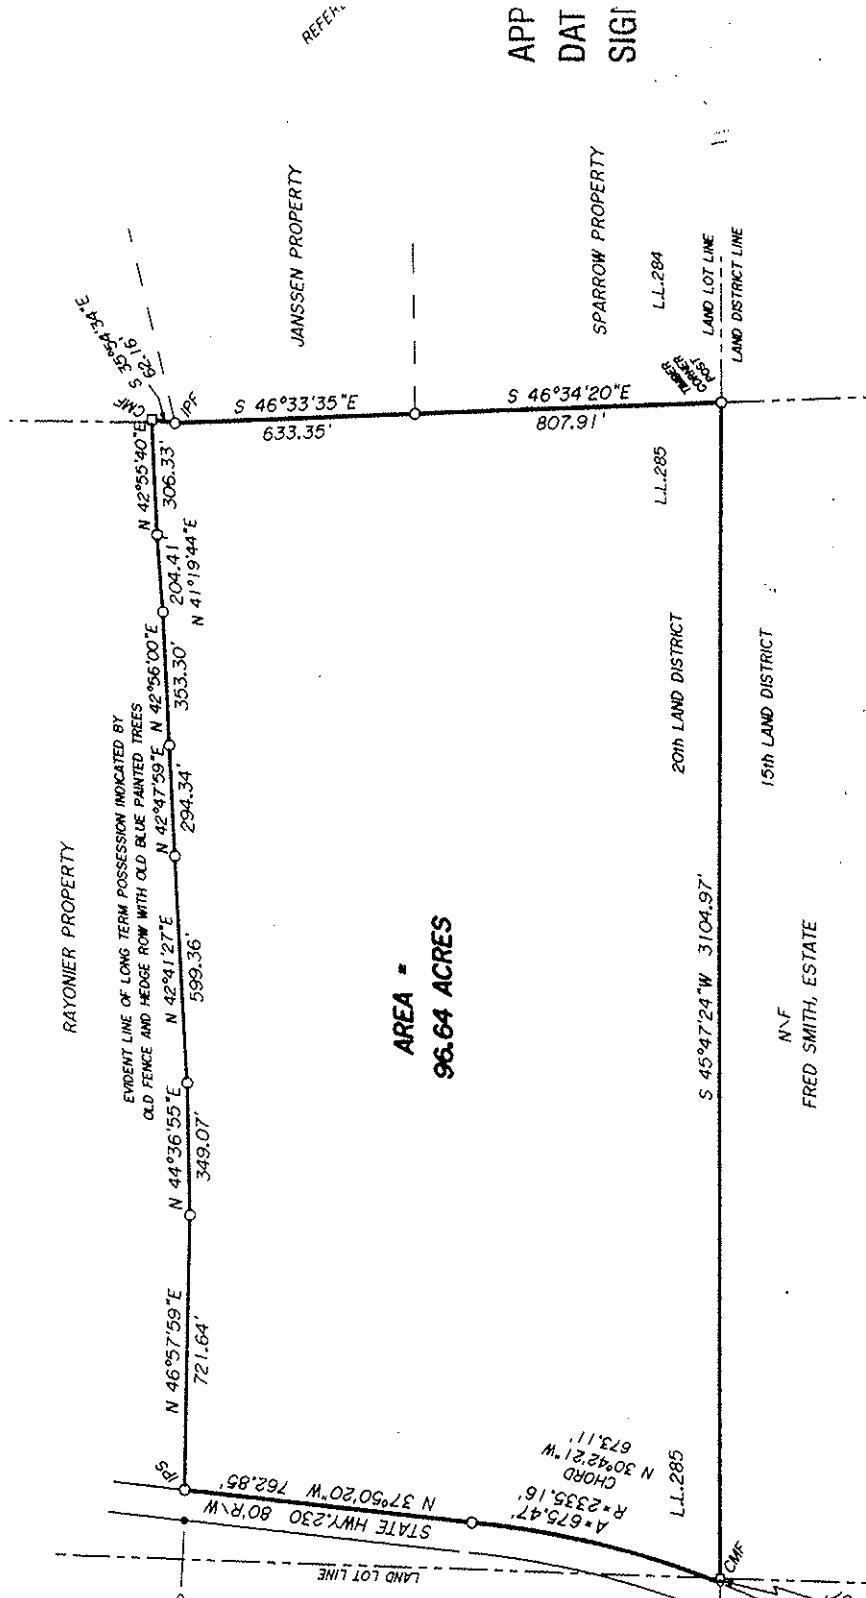 APP
DAT
SIGN
JANSSEN PROPERTY
SPARROW PROPERTY
L.L.284
LAND LOT LINE
LAND DISTRICT LINE
TIMBER
CORNER
POST
S 35°54'34"E
62.16'
CMF
IPF
S 46°33'35"E
633.35'
S 46°34'20"E
807.91'
L.L.285
N 42°55'40"E
306.33'
204.41'
N 41°19'44"E
N 42°56'00"E
353.30'
N 42°47'59"E
294.34'
N 42°41'27"E
599.36'
N 44°36'55"E
349.07'
N 46°57'59"E
721.64'
EVIDENT LINE OF LONG TERM POSSESSION INDICATED BY
OLD FENCE AND HEDGE ROW WITH OLD BLUE PAINTED TREES
RAYONIER PROPERTY
20th LAND DISTRICT
15th LAND DISTRICT
AREA =
96.64 ACRES
S 45°47'24"W 3104.97'
N\F
FRED SMITH, ESTATE
IPS
N 37°50'20"W 762.85'
STATE HWY.230 80'R\W
A=675.47'
R=2335.16'
CHORD
N 30°42'21"W
673.11'
L.L.285
LAND LOT LINE
CMF